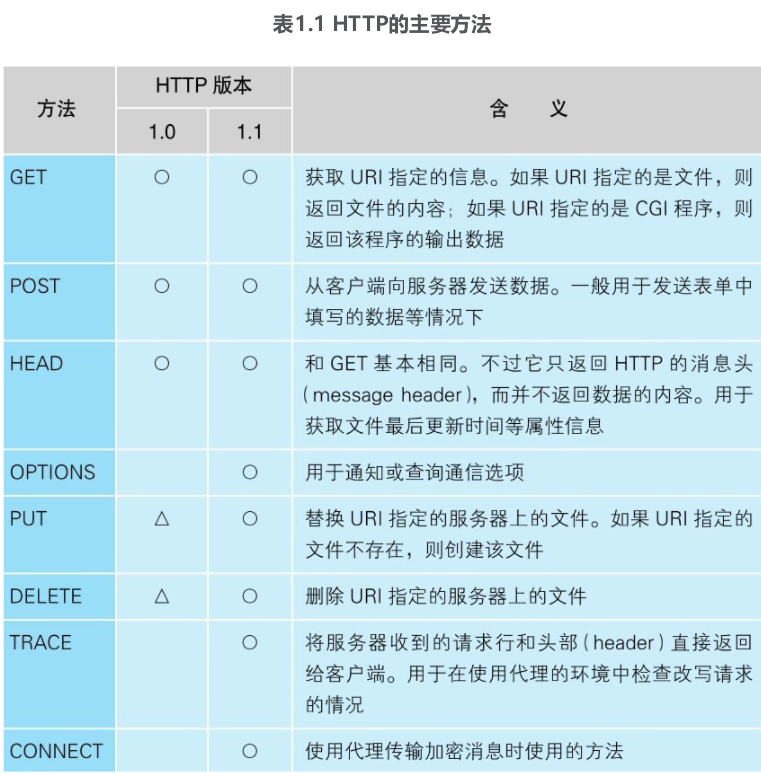 表1.1 HTTP的主要方法
方法
HTTP 版本
含 义
1.0
1.1
GET ○ ○ 获取 URI 指定的信息。如果 URI 指定的是文件，则
返回文件的内容；如果 URI 指定的是 CGI 程序，则
返回该程序的输出数据
POST ○ ○ 从客户端向服务器发送数据。一般用于发送表单中
填写的数据等情况下
HEAD ○ ○ 和 GET 基本相同。不过它只返回 HTTP 的消息头
（message header），而并不返回数据的内容。用于
获取文件最后更新时间等属性信息
OPTIONS ○ 用于通知或查询通信选项
PUT △ ○ 替换 URI 指定的服务器上的文件。如果 URI 指定的
文件不存在，则创建该文件
DELETE △ ○ 删除 URI 指定的服务器上的文件
TRACE ○ 将服务器收到的请求行和头部（header）直接返回
给客户端。用于在使用代理的环境中检查改写请求
的情况
CONNECT ○ 使用代理传输加密消息时使用的方法